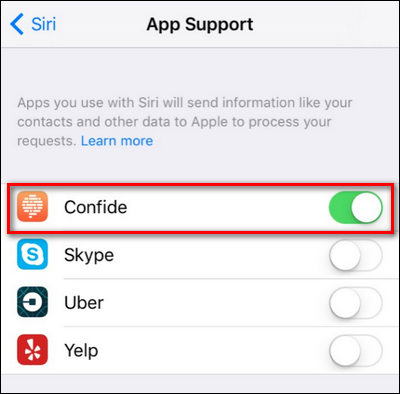 Siri
App Support
Apps you use with Siri will send information like your
contacts and other data to Apple to process your
requests. Learn more
Confide
Skype
Uber
Yelp